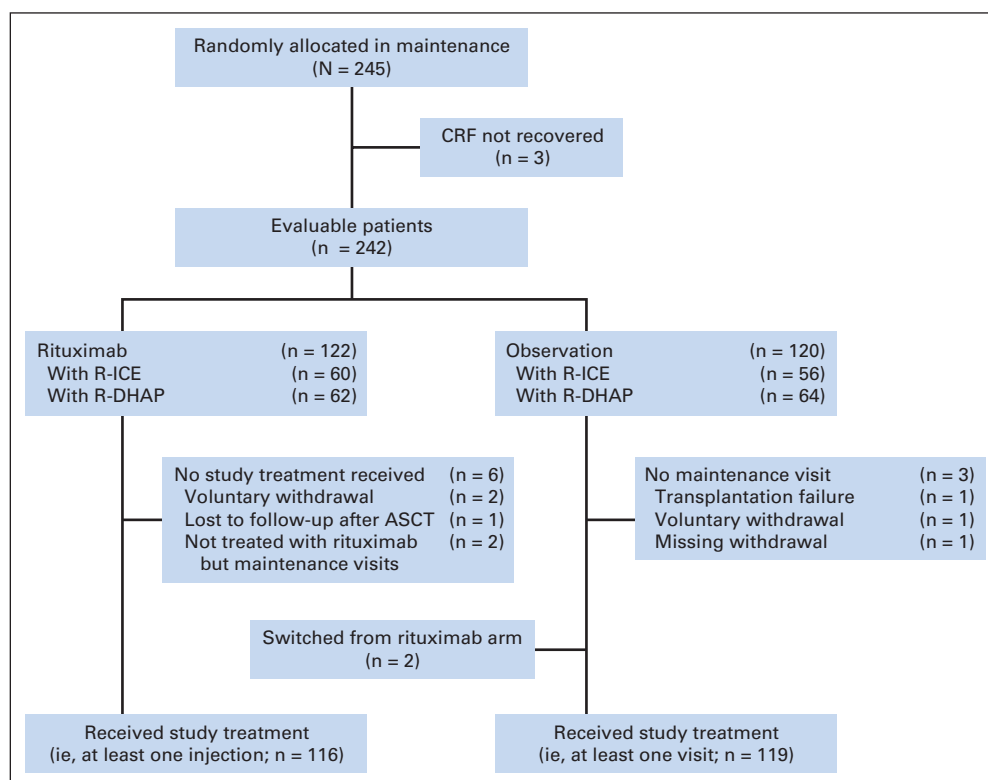 Randomly allocated in maintenance
(N = 245)
CRF not recovered
(n = 3)
Evaluable patients
(n = 242)
Rituximab (n = 122)
With R-ICE (n = 60)
With R-DHAP (n = 62)
Observation (n = 120)
With R-ICE (n = 56)
With R-DHAP (n = 64)
No study treatment received (n = 6)
Voluntary withdrawal (n = 2)
Lost to follow-up after ASCT (n = 1)
Not treated with rituximab (n = 2)
but maintenance visits
No maintenance visit (n = 3)
Transplantation failure (n = 1)
Voluntary withdrawal (n = 1)
Missing withdrawal (n = 1)
Switched from rituximab arm
(n = 2)
Received study treatment
(ie, at least one injection; n = 116)
Received study treatment
(ie, at least one visit; n = 119)